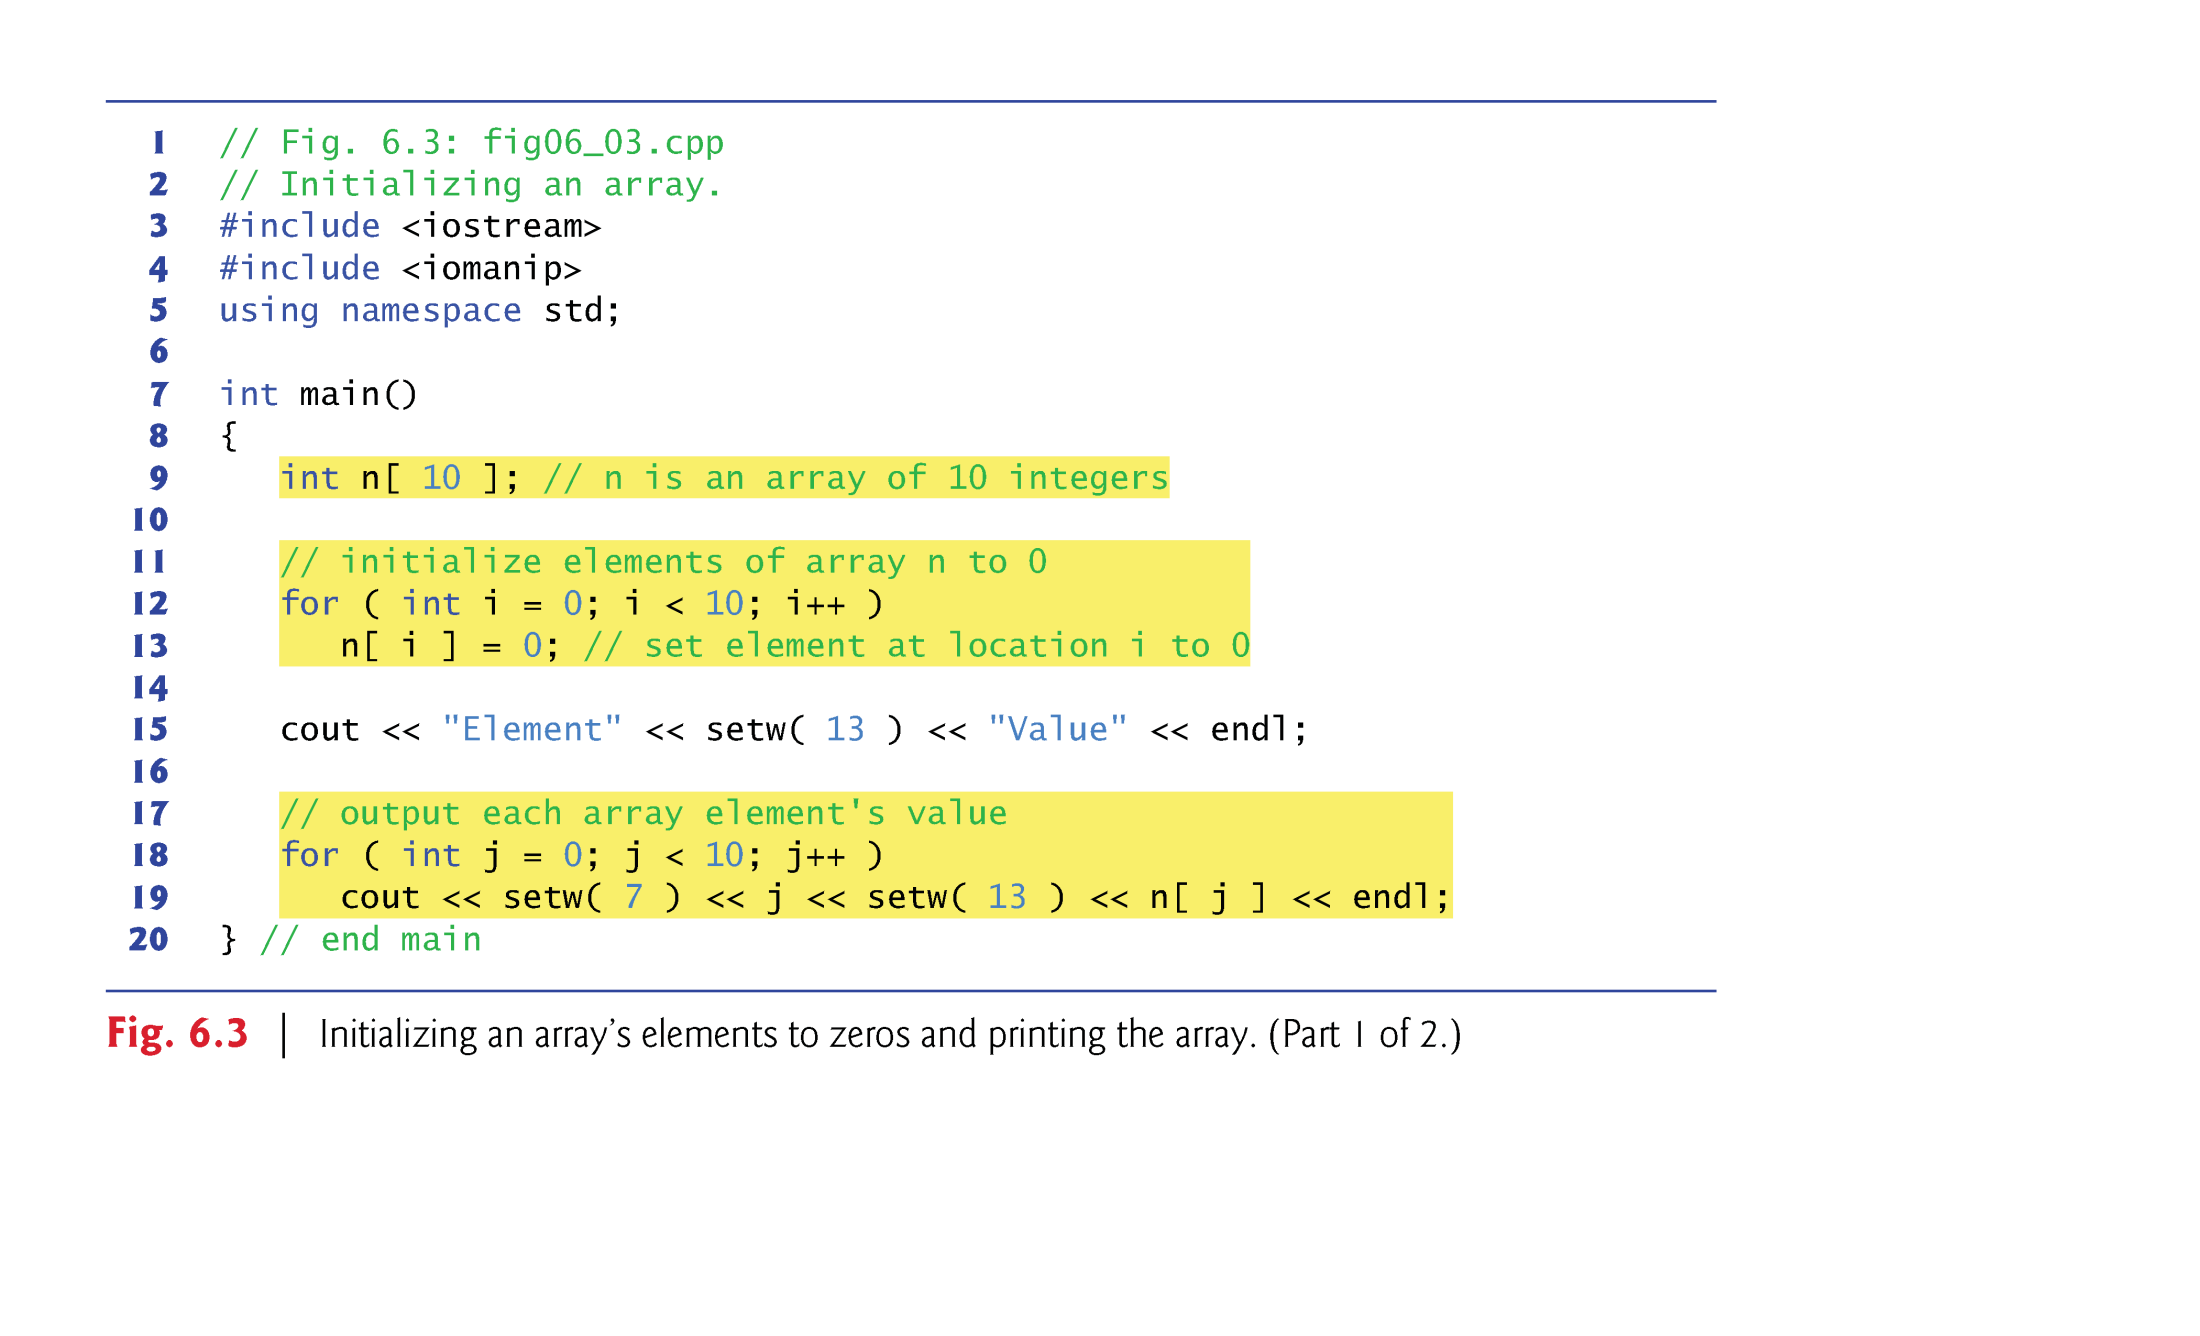 1 // Fig. 6.3: fig06_03.cpp
2 // Initializing an array.
3 #include <iostream>
4 #include <iomanip>
5 using namespace std;
6
7 int main()
8 {
9    int n[ 10 ]; // n is an array of 10 integers
10
11    // initialize elements of array n to 0
12    for ( int i = 0; i < 10; i++ )
13       n[ i ] = 0; // set element at location i to 0
14
15    cout << "Element" << setw( 13 ) << "Value" << endl;
16
17    // output each array element's value
18    for ( int j = 0; j < 10; j++ )
19       cout << setw( 7 ) << j << setw( 13 ) << n[ j ] << endl;
20 } // end main
Fig. 6.3 | Initializing an array’s elements to zeros and printing the array. (Part 1 of 2.)